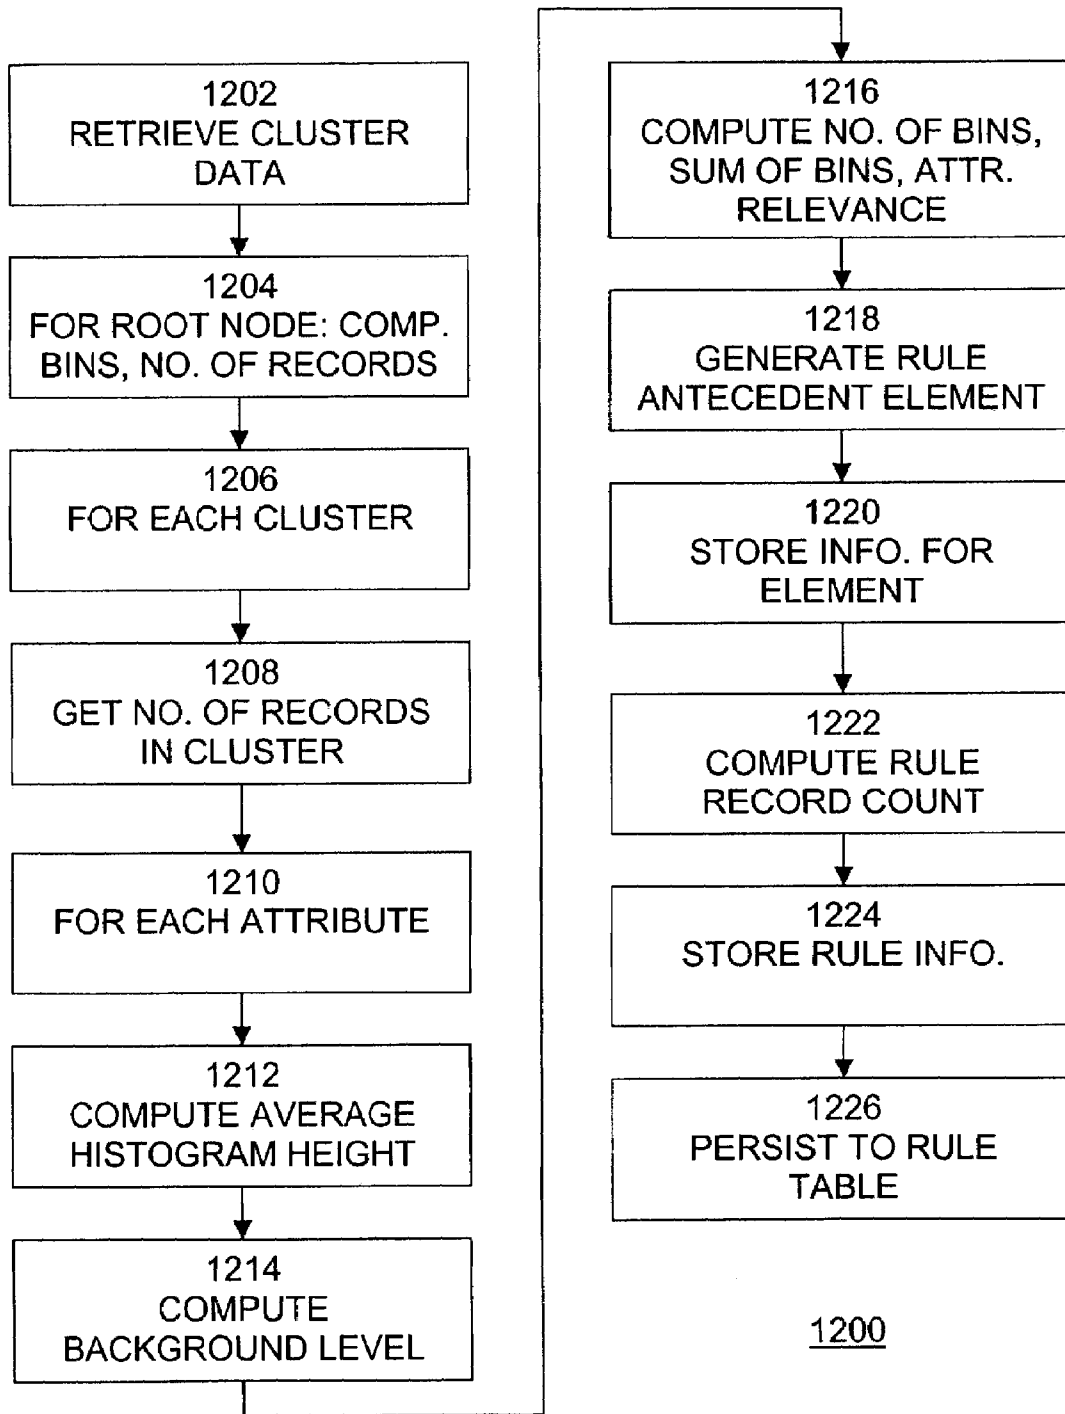 1202
RETRIEVE CLUSTER
DATA
1204
FOR ROOT NODE: COMP.
BINS, NO. OF RECORDS
1206
FOR EACH CLUSTER
1208
GET NO. OF RECORDS
IN CLUSTER
1210
FOR EACH ATTRIBUTE
1212
COMPUTE AVERAGE
HISTOGRAM HEIGHT
1214
COMPUTE
BACKGROUND LEVEL
1216
COMPUTE NO. OF BINS,
SUM OF BINS, ATTR.
RELEVANCE
1218
GENERATE RULE
ANTECEDENT ELEMENT
1220
STORE INFO. FOR
ELEMENT
1222
COMPUTE RULE
RECORD COUNT
1224
STORE RULE INFO.
1226
PERSIST TO RULE
TABLE
1200